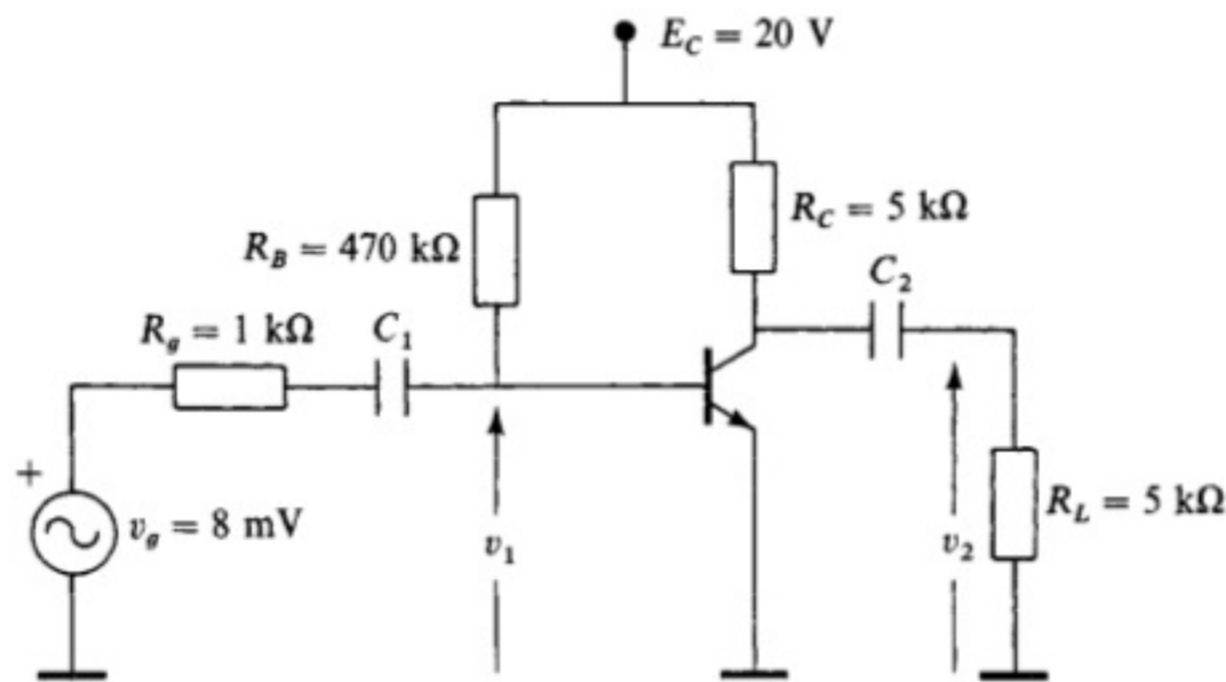 E_C = 20 V
R_C = 5 kΩ
R_B = 470 kΩ
C_2
R_g = 1 kΩ
C_1
+
v_g = 8 mV
v_1
v_2
R_L = 5 kΩ